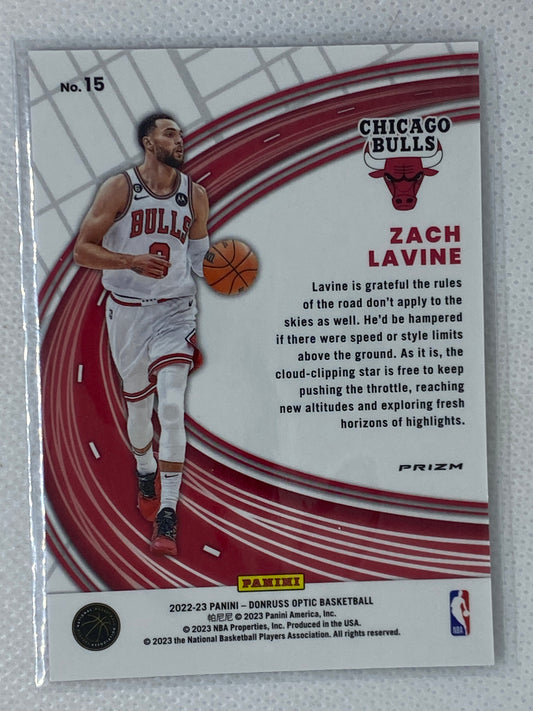 No. 15
CHICAGO
BULLS
ZACH
LAVINE
BULLS
Lavine is grateful the rules
of the road don't apply to the
skies as well. He'd be hampered
if there were speed or style limits
above the ground. As it is, the
cloud-clipping star is free to keep
pushing the throttle, reaching
new altitudes and exploring fresh
horizons of highlights.
PRIZM
PANINI
2022-23 PANINI – DONRUSS OPTIC BASKETBALL
帕尼尼 © 2023 Panini America, Inc.
© 2023 NBA Properties, Inc. Produced in the USA.
© 2023 the National Basketball Players Association. All rights reserved.
NBA